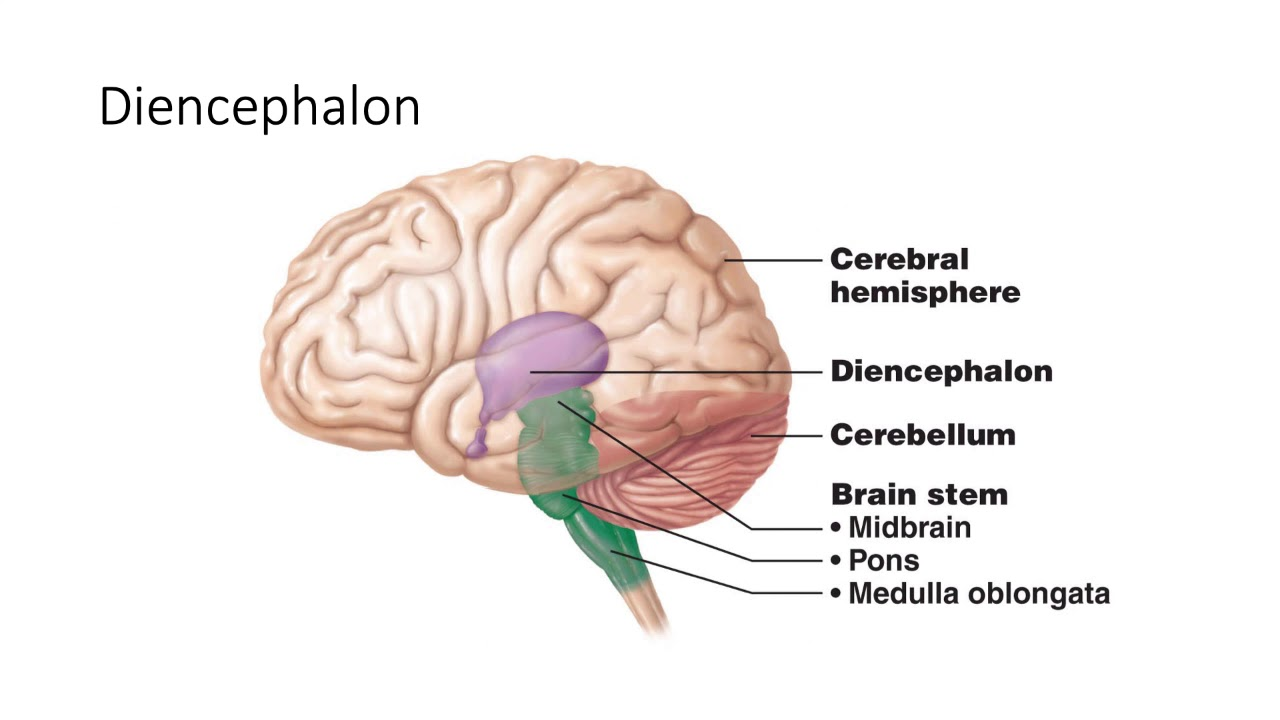 Diencephalon
Cerebral
hemisphere
Diencephalon
Cerebellum
Brain stem
• Midbrain
• Pons
• Medulla oblongata